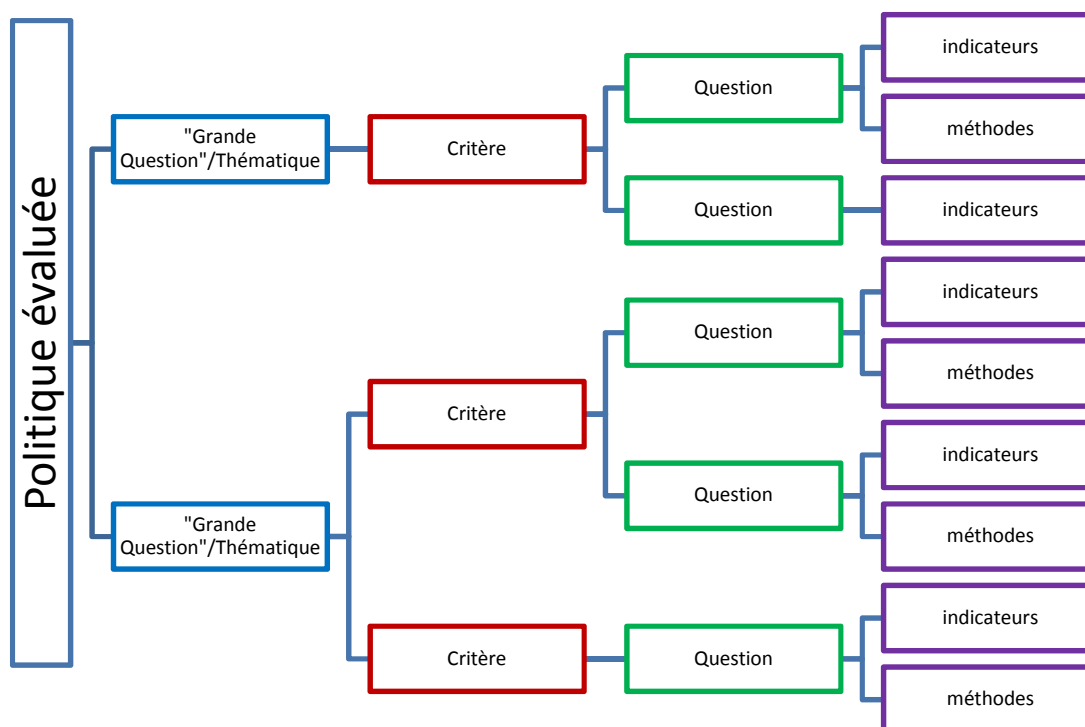 Politique évaluée
"Grande
Question"/Thématique
Critère
Question
indicateurs
méthodes
Question
indicateurs
"Grande
Question"/Thématique
Critère
Question
indicateurs
méthodes
Question
indicateurs
méthodes
Critère
Question
indicateurs
méthodes